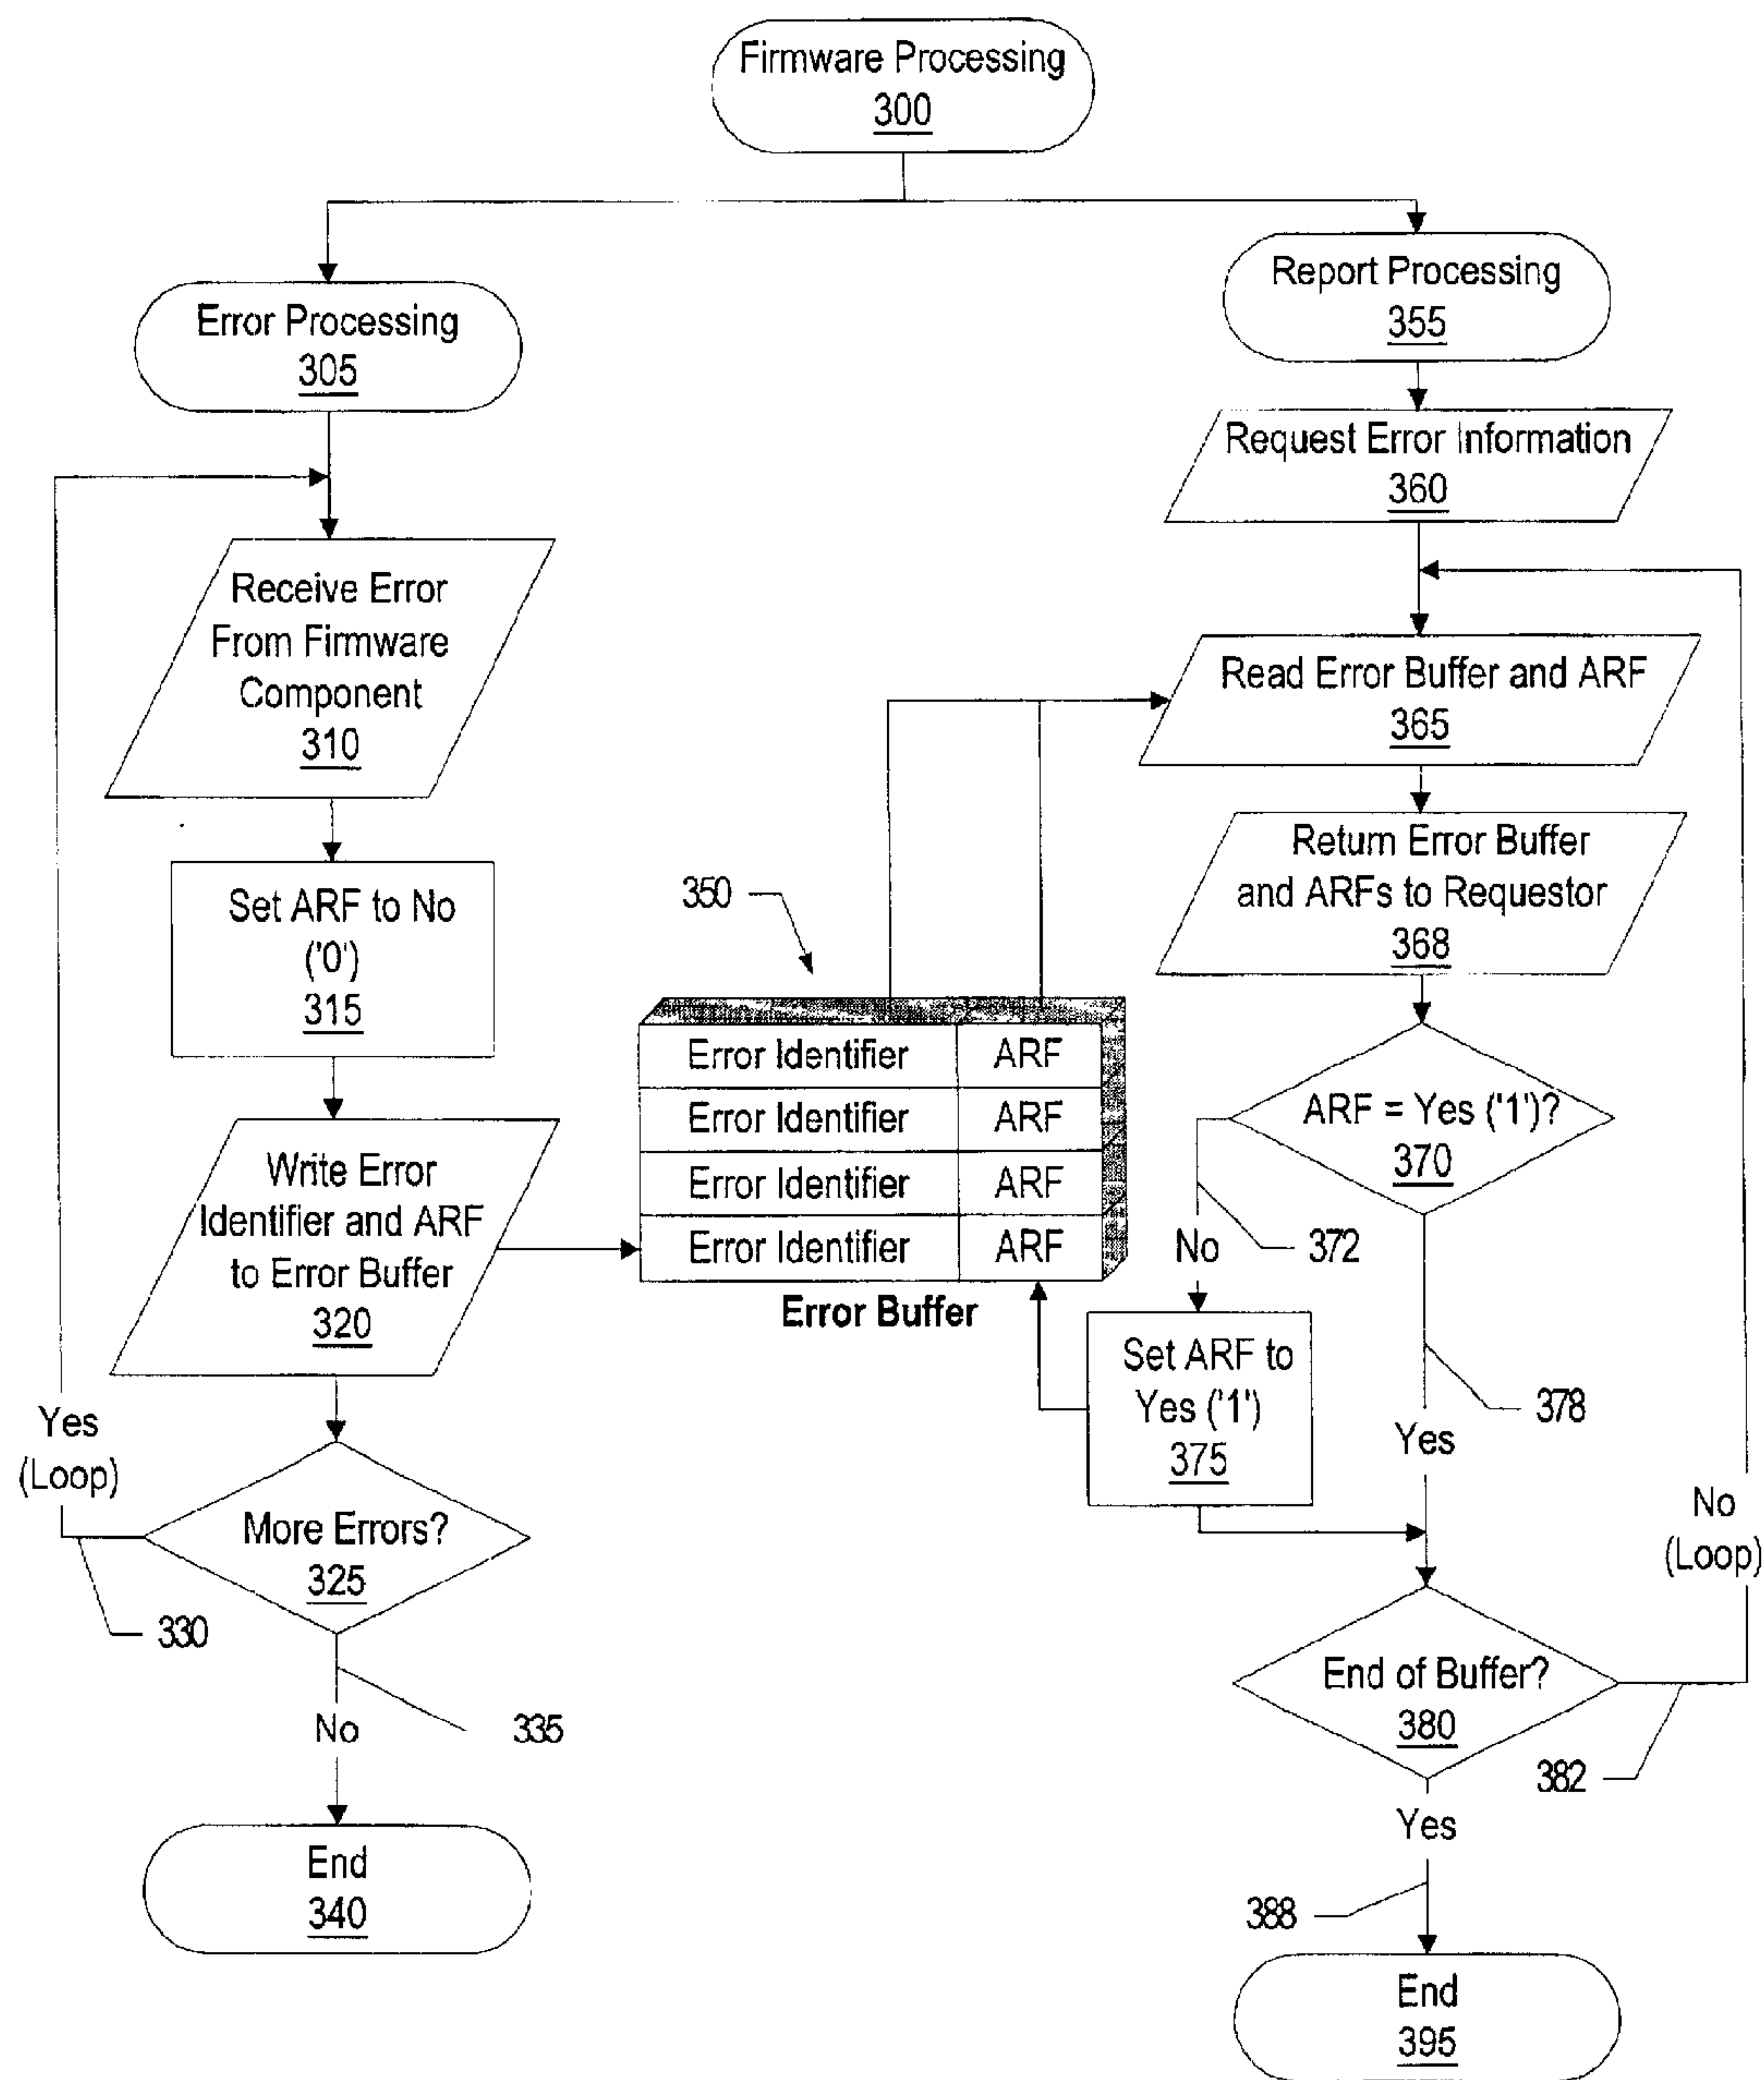 Firmware Processing
300
Error Processing
305
Receive Error
From Firmware
Component
310
Set ARF to No
('0')
315
Write Error
Identifier and ARF
to Error Buffer
320
Yes
(Loop)
More Errors?
325
330
No
335
End
340
350
Error Identifier ARF
Error Identifier ARF
Error Identifier ARF
Error Identifier ARF
Error Buffer
Report Processing
355
Request Error Information
360
Read Error Buffer and ARF
365
Return Error Buffer
and ARFs to Requestor
368
ARF = Yes ('1')?
370
No
372
Set ARF to
Yes ('1')
375
378
Yes
No
(Loop)
End of Buffer?
380
382
Yes
388
End
395